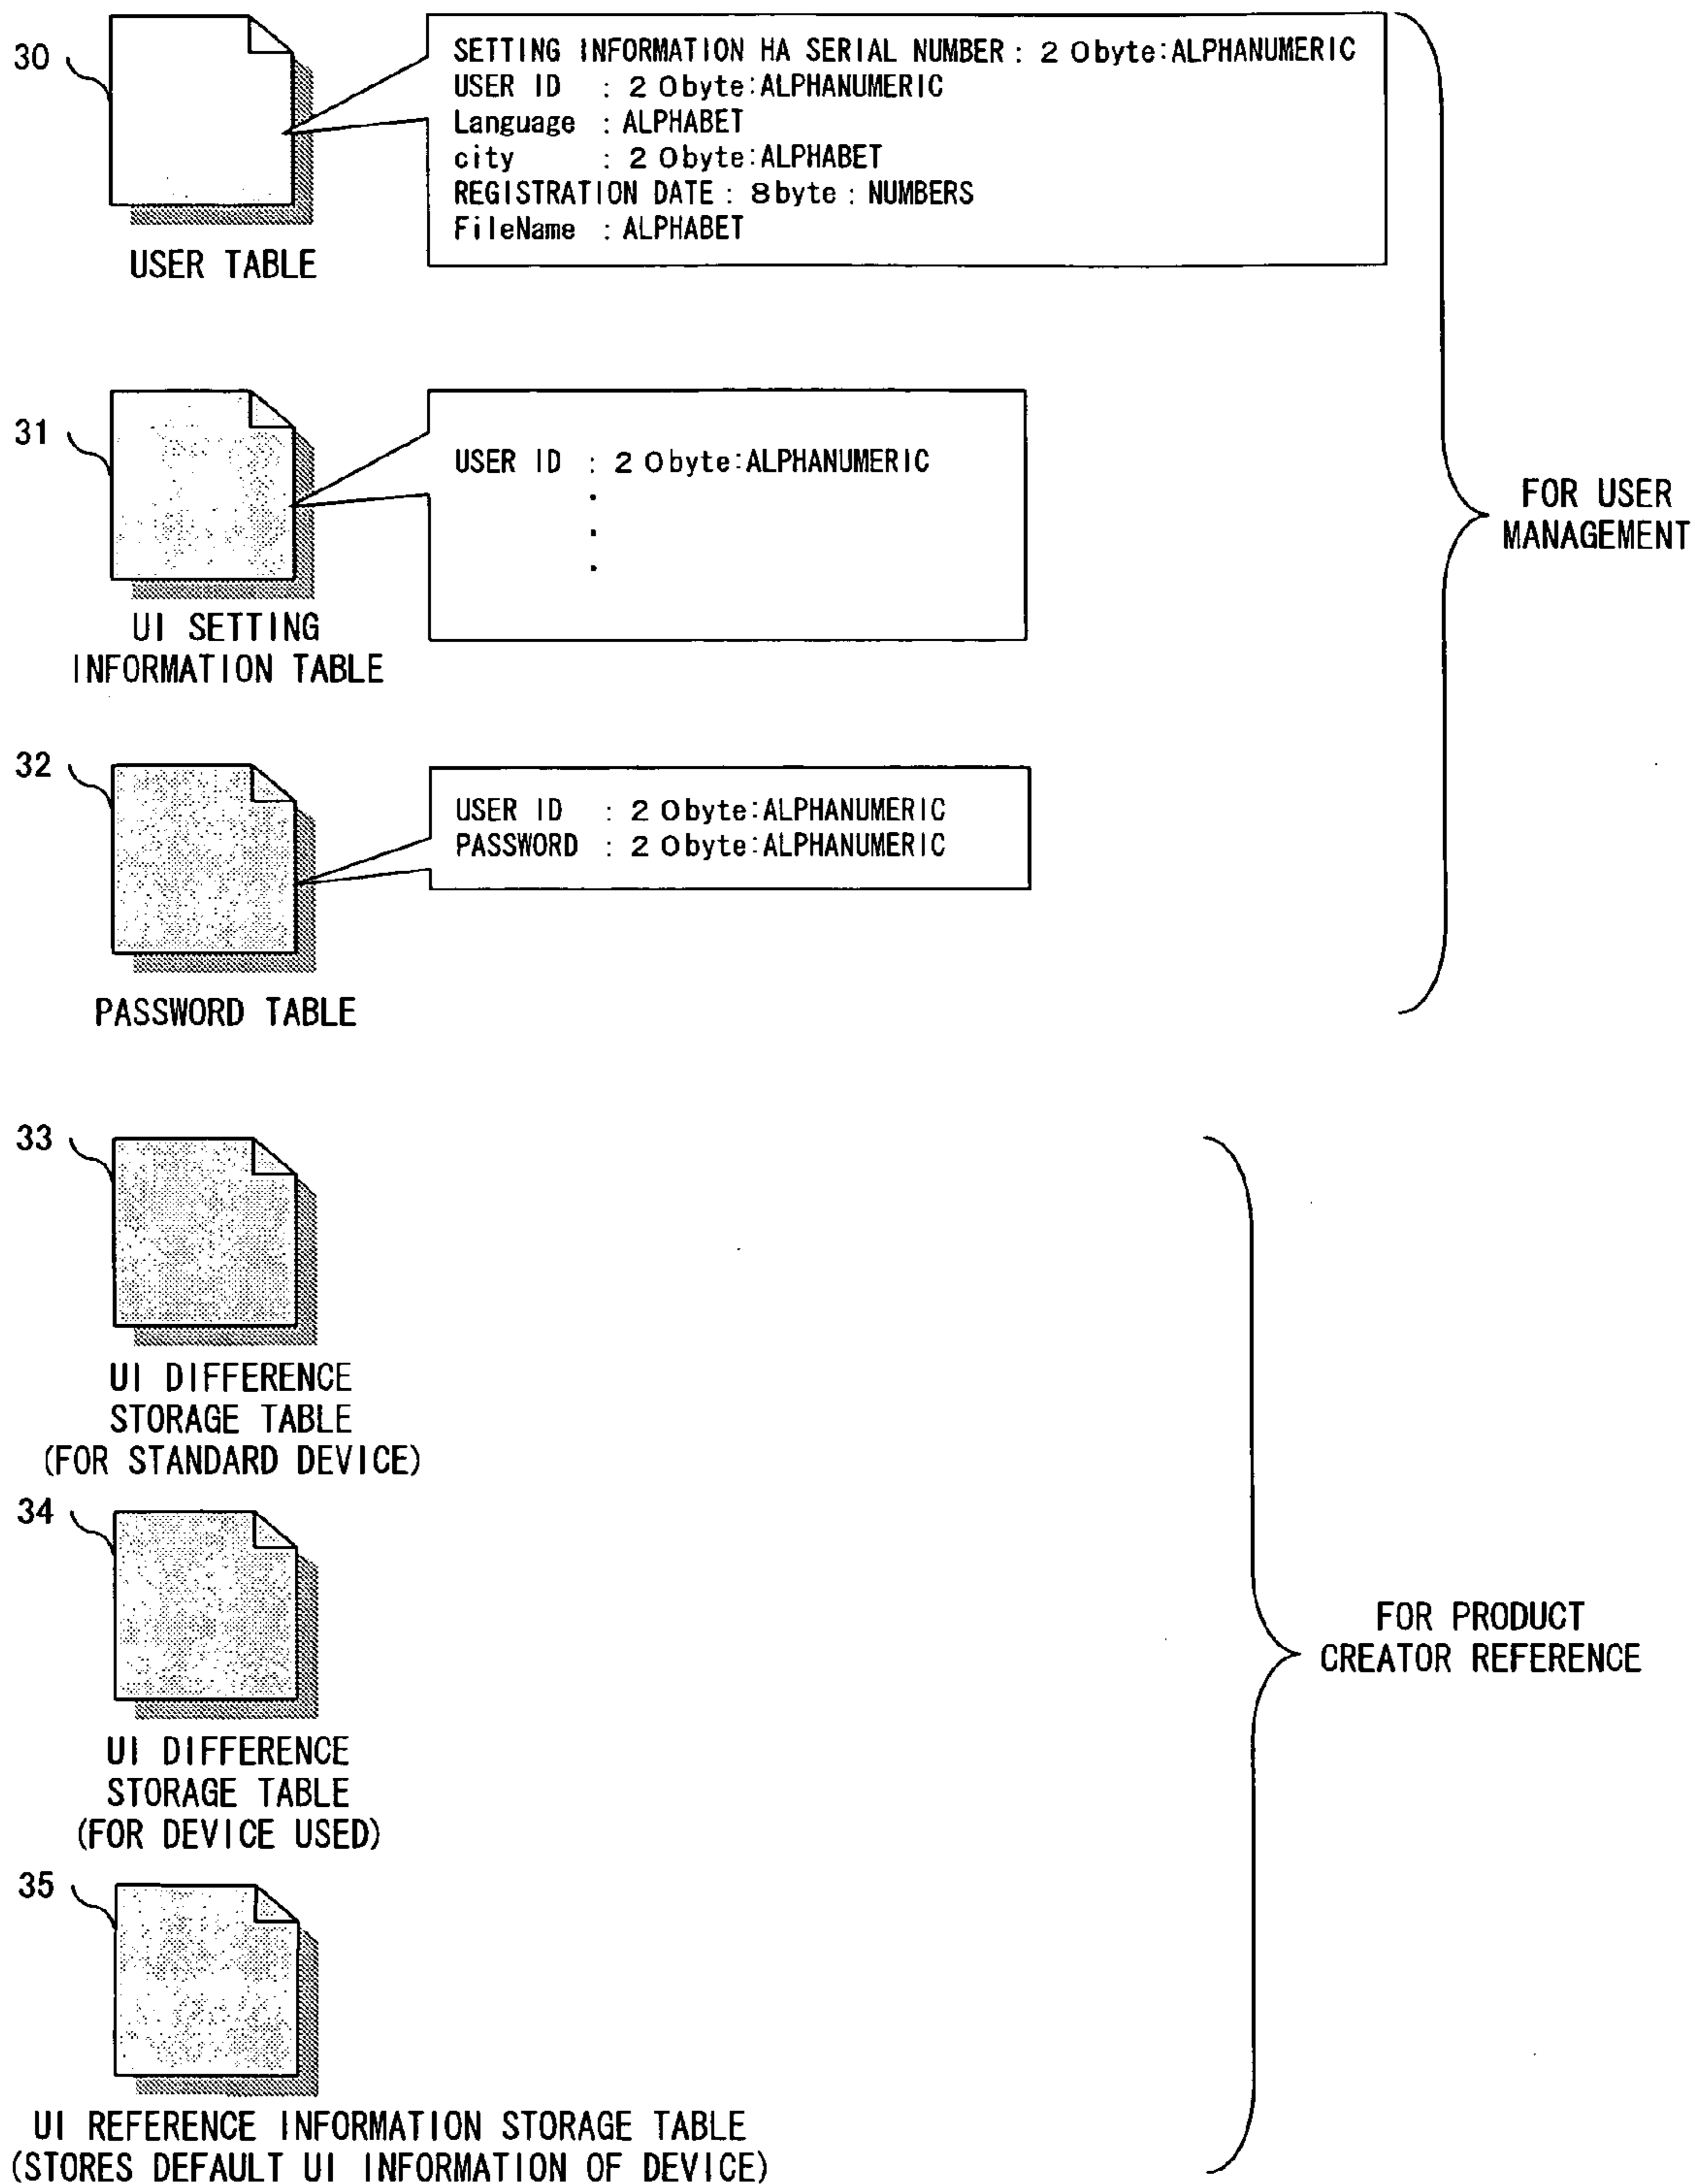 30
SETTING INFORMATION HA SERIAL NUMBER : 20byte:ALPHANUMERIC
USER ID : 20byte:ALPHANUMERIC
Language : ALPHABET
city : 20byte:ALPHABET
REGISTRATION DATE : 8byte : NUMBERS
FileName : ALPHABET
USER TABLE
31
USER ID : 20byte:ALPHANUMERIC
.
.
.
UI SETTING
INFORMATION TABLE
FOR USER
MANAGEMENT
32
USER ID : 20byte:ALPHANUMERIC
PASSWORD : 20byte:ALPHANUMERIC
PASSWORD TABLE
33
UI DIFFERENCE
STORAGE TABLE
(FOR STANDARD DEVICE)
34
UI DIFFERENCE
STORAGE TABLE
(FOR DEVICE USED)
FOR PRODUCT
CREATOR REFERENCE
35
UI REFERENCE INFORMATION STORAGE TABLE
(STORES DEFAULT UI INFORMATION OF DEVICE)